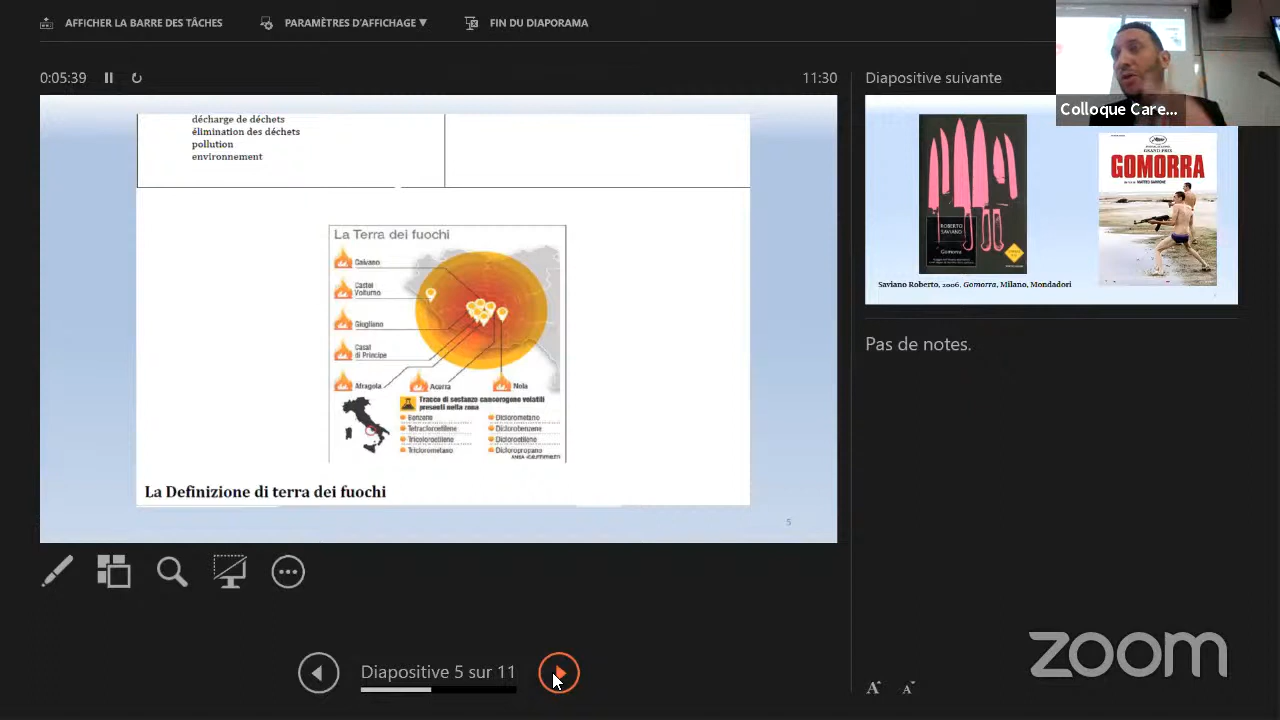 AFFICHER LA BARRE DES TÂCHES
PARAMÈTRES D'AFFICHAGE ▼
FIN DU DIAPORAMA
0:05:39
11:30
Diapositive suivante
Colloque Care...
décharge de déchets
élimination des déchets
pollution
environnement
La Terra dei fuochi
Caivano
Castel
Volturno
Giugliano
Casal
di Principe
Afragola
Acerra
Nola
Tracce di sostanze cancerogene volatili
presenti nella zona
Benzene
Tetracloroetilene
Tricloroetilene
Triclorometano
Diclorometano
Diclorobenzene
Dicloroetilene
Dicloropropano
La Definizione di terra dei fuochi
5
ROBERTO
SAVIANO
Gomorra
GRAND PRIX
GOMORRA
Saviano Roberto, 2006, Gomorra, Milano, Mondadori
Pas de notes.
Diapositive 5 sur 11
A A
zoom